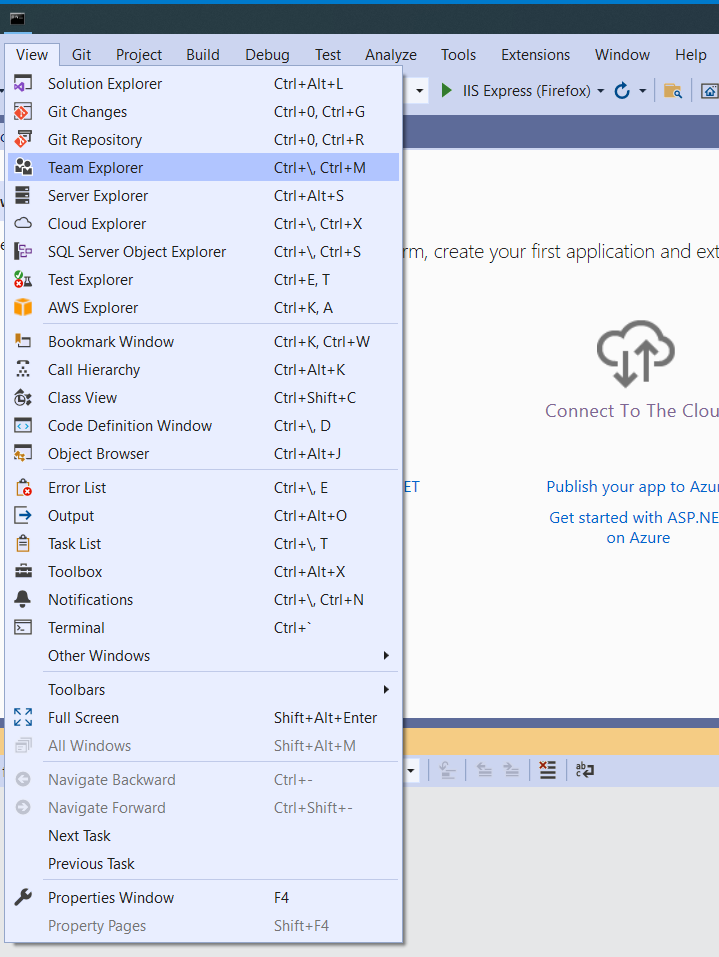 View Git Project Build Debug Test Analyze Tools Extensions Window Help
IIS Express (Firefox)
Solution Explorer Ctrl+Alt+L
Git Changes Ctrl+0, Ctrl+G
Git Repository Ctrl+0, Ctrl+R
Team Explorer Ctrl+\, Ctrl+M
Server Explorer Ctrl+Alt+S
Cloud Explorer Ctrl+\, Ctrl+X
SQL Server Object Explorer Ctrl+\, Ctrl+S
Test Explorer Ctrl+E, T
AWS Explorer Ctrl+K, A
Bookmark Window Ctrl+K, Ctrl+W
Call Hierarchy Ctrl+Alt+K
Class View Ctrl+Shift+C
Code Definition Window Ctrl+\, D
Object Browser Ctrl+Alt+J
Error List Ctrl+\, E
Output Ctrl+Alt+O
Task List Ctrl+\, T
Toolbox Ctrl+Alt+X
Notifications Ctrl+\, Ctrl+N
Terminal Ctrl+`
Other Windows
Toolbars
Full Screen Shift+Alt+Enter
All Windows Shift+Alt+M
Navigate Backward Ctrl+-
Navigate Forward Ctrl+Shift+-
Next Task
Previous Task
Properties Window F4
Property Pages Shift+F4
rm, create your first application and ext
Connect To The Clou
ET
Publish your app to Azur
Get started with ASP.NE
on Azure